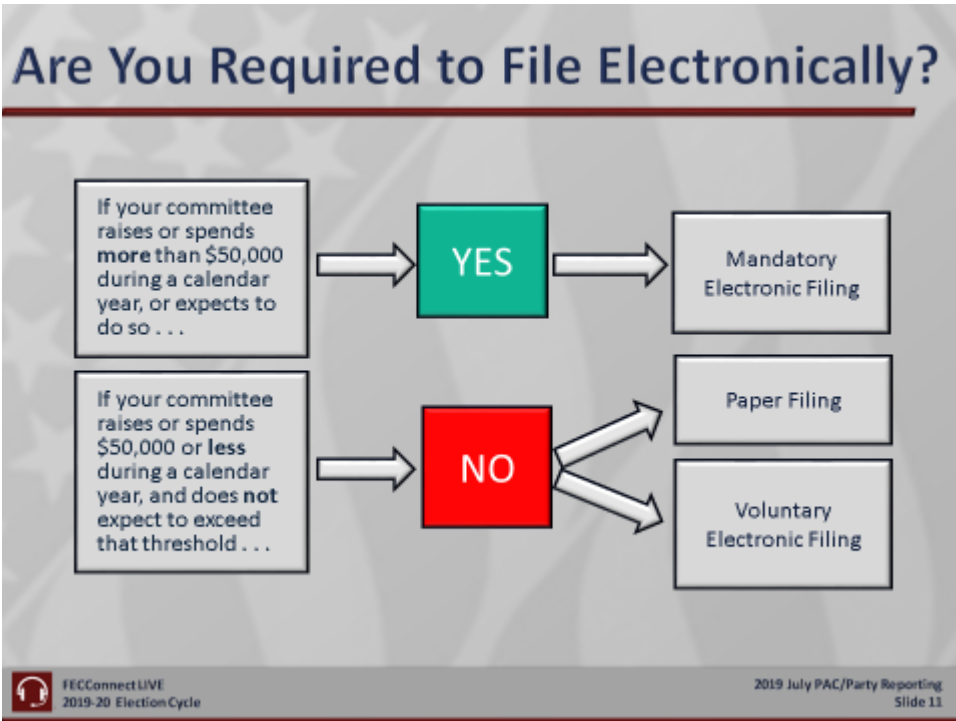 Are You Required to File Electronically?
If your committee
raises or spends
more than $50,000
during a calendar
year, or expects to
do so . . .
YES
Mandatory
Electronic Filing
If your committee
raises or spends
$50,000 or less
during a calendar
year, and does not
expect to exceed
that threshold . . .
NO
Paper Filing
Voluntary
Electronic Filing
FECConnect LIVE
2019-20 Election Cycle
2019 July PAC/Party Reporting
Slide 11